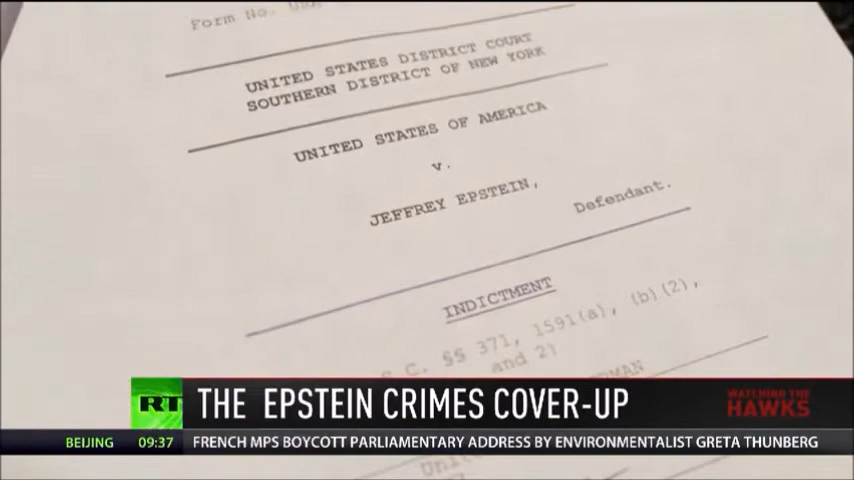 Form No.
UNITED STATES DISTRICT COURT
SOUTHERN DISTRICT OF NEW YORK
UNITED STATES OF AMERICA
v.
JEFFREY EPSTEIN,
Defendant.
INDICTMENT
C. §§ 371, 1591(a), (b)(2),
and 2)
RT THE EPSTEIN CRIMES COVER-UP
WATCHING THE
HAWKS
BEIJING 09:37 FRENCH MPS BOYCOTT PARLIAMENTARY ADDRESS BY ENVIRONMENTALIST GRETA THUNBERG